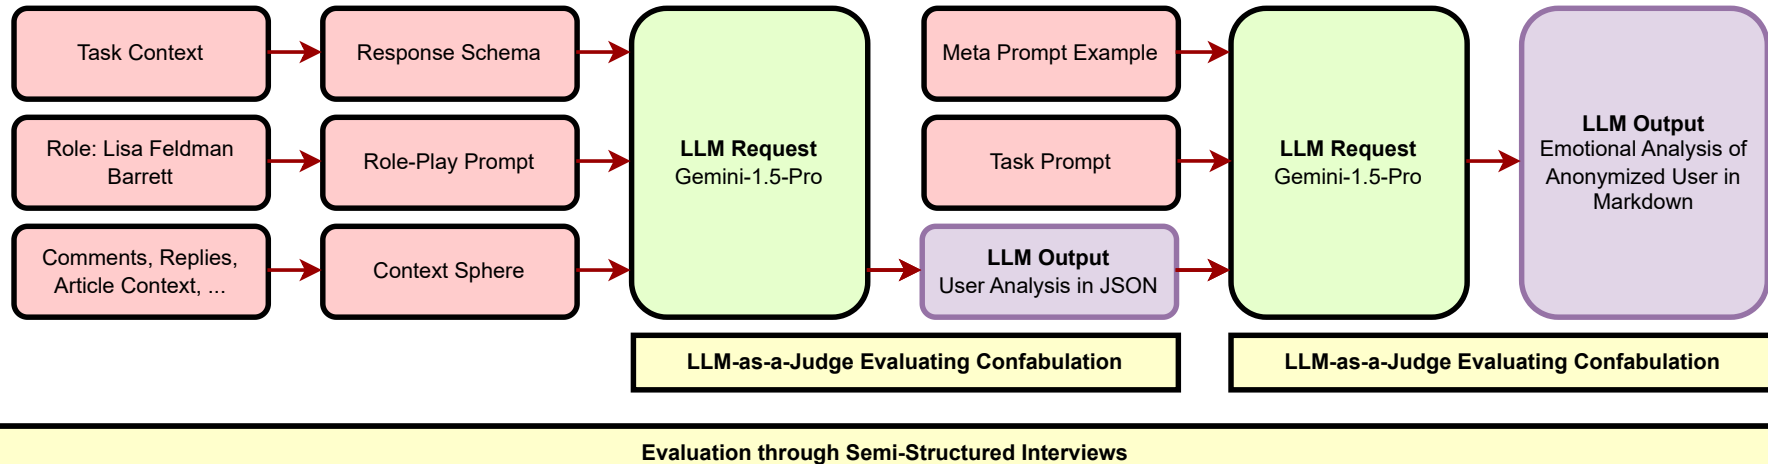 Task Context
Response Schema
Meta Prompt Example
Role: Lisa Feldman
Barrett
Role-Play Prompt
LLM Request
Gemini-1.5-Pro
Task Prompt
LLM Request
Gemini-1.5-Pro
LLM Output
Emotional Analysis of
Anonymized User in
Markdown
Comments, Replies,
Article Context, ...
Context Sphere
LLM Output
User Analysis in JSON
LLM-as-a-Judge Evaluating Confabulation
LLM-as-a-Judge Evaluating Confabulation
Evaluation through Semi-Structured Interviews